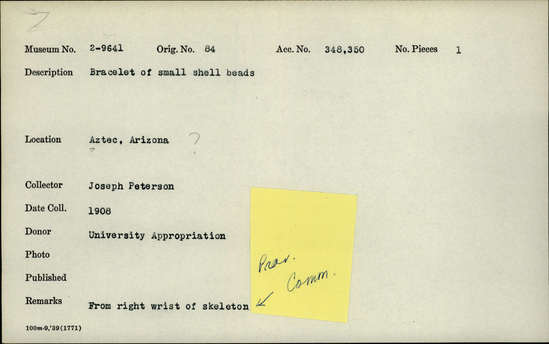 Museum No. 2-9641 Orig. No. 84 Acc. No. 348,350 No. Pieces 1
Description Bracelet of small shell beads
Location Aztec, Arizona ?
Collector Joseph Peterson
Date Coll. 1908
Donor University Appropriation
Photo
Published
Remarks From right wrist of skeleton
Prov.
Comm.
100m-9,'39(1771)